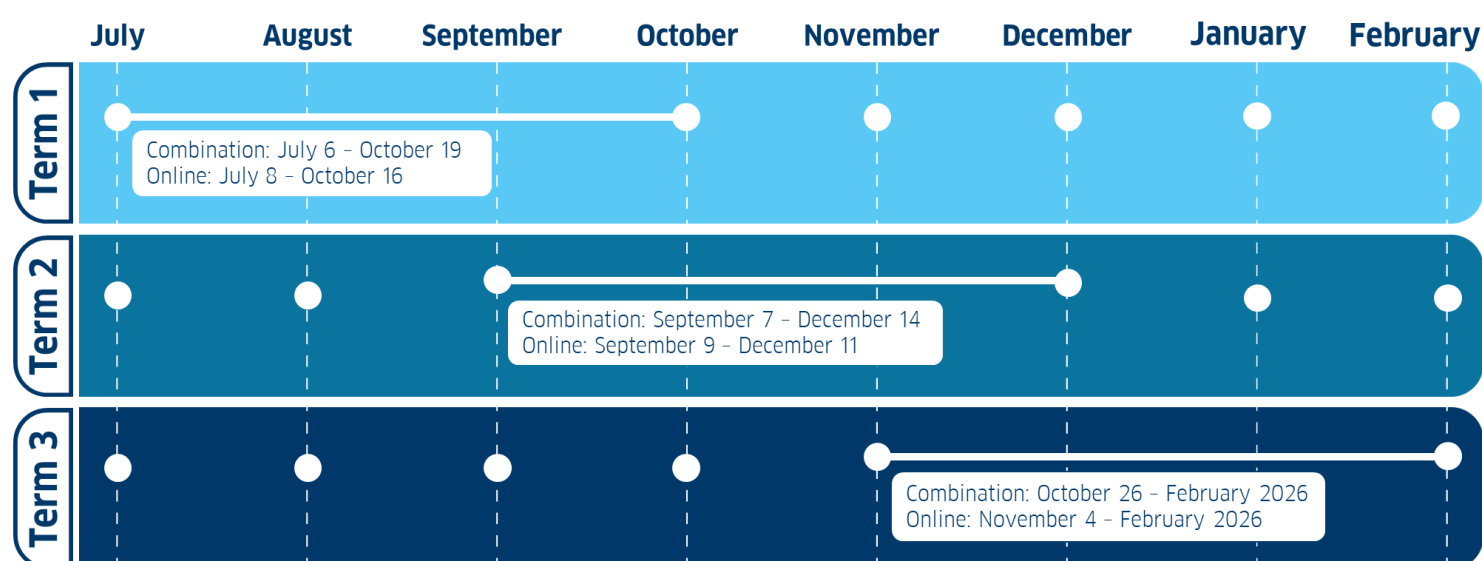 July August September October November December January February
Term 1
Combination: July 6 – October 19
Online: July 8 – October 16
Term 2
Combination: September 7 – December 14
Online: September 9 – December 11
Term 3
Combination: October 26 – February 2026
Online: November 4 – February 2026